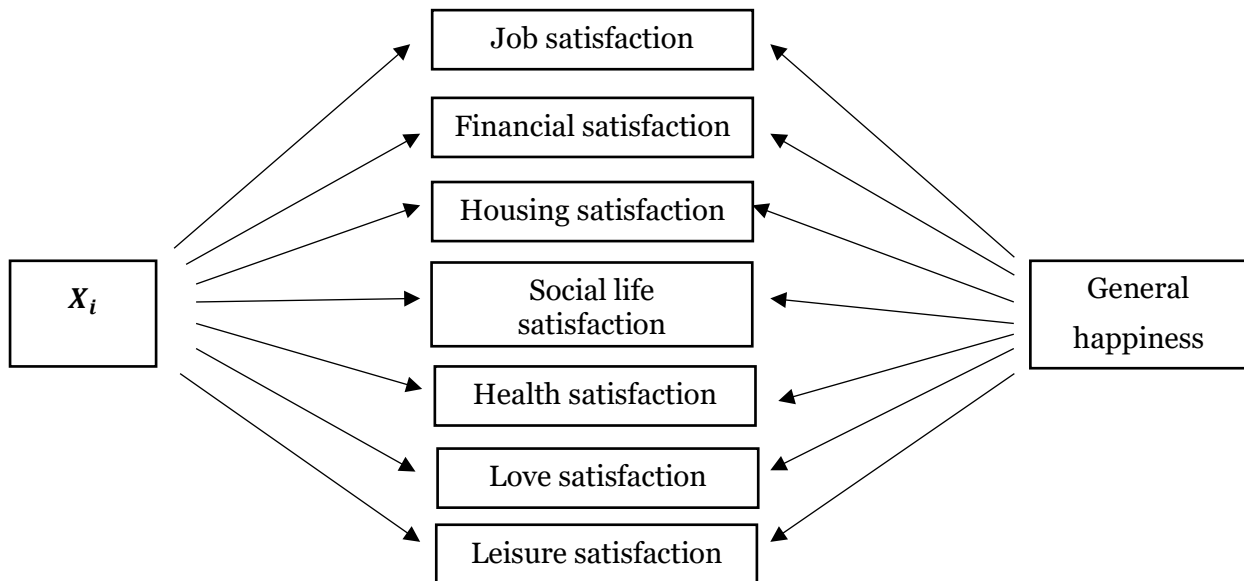 Job satisfaction
Financial satisfaction
Housing satisfaction
X_i
Social life
satisfaction
General
happiness
Health satisfaction
Love satisfaction
Leisure satisfaction